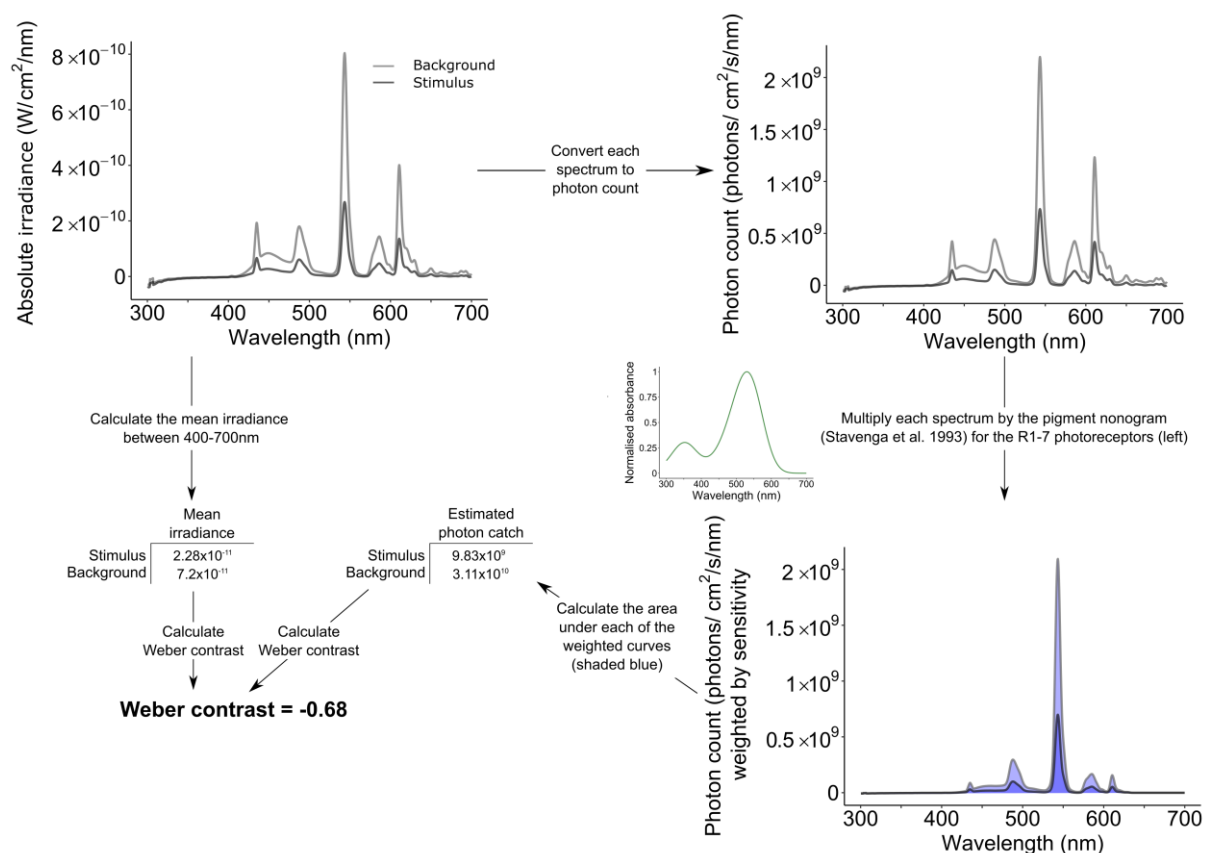 Absolute irradiance (W/cm²/nm)
8 ×10⁻¹⁰
6 ×10⁻¹⁰
4 ×10⁻¹⁰
2 ×10⁻¹⁰
0
Background
Stimulus
300 400 500 600 700
Wavelength (nm)
Convert each
spectrum to
photon count
Photon count (photons/ cm²/s/nm)
2 ×10⁹
1.5 ×10⁹
1 ×10⁹
0.5 ×10⁹
0
300 400 500 600 700
Wavelength (nm)
Calculate the mean irradiance
between 400-700nm
Normalised absorbance
1
0.75
0.50
0.25
0
300 400 500 600 700
Wavelength (nm)
Multiply each spectrum by the pigment nonogram
(Stavenga et al. 1993) for the R1-7 photoreceptors (left)
Mean
irradiance
Stimulus 2.28x10⁻¹¹
Background 7.2x10⁻¹¹
Estimated
photon catch
Stimulus 9.83x10⁹
Background 3.11x10¹⁰
Calculate
Weber contrast
Calculate
Weber contrast
Calculate the area
under each of the
weighted curves
(shaded blue)
Weber contrast = -0.68
Photon count (photons/ cm²/s/nm)
weighted by sensitivity
2 ×10⁹
1.5 ×10⁹
1 ×10⁹
0.5 ×10⁹
0
300 400 500 600 700
Wavelength (nm)